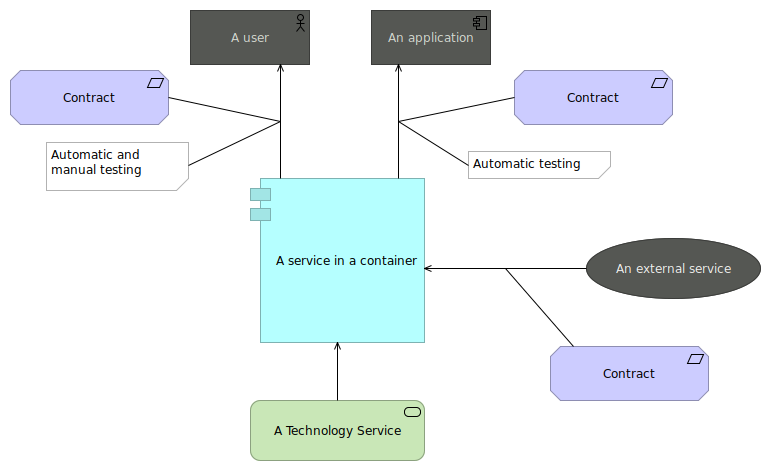 A user
An application
Contract
Contract
Automatic and
manual testing
Automatic testing
A service in a container
An external service
Contract
A Technology Service